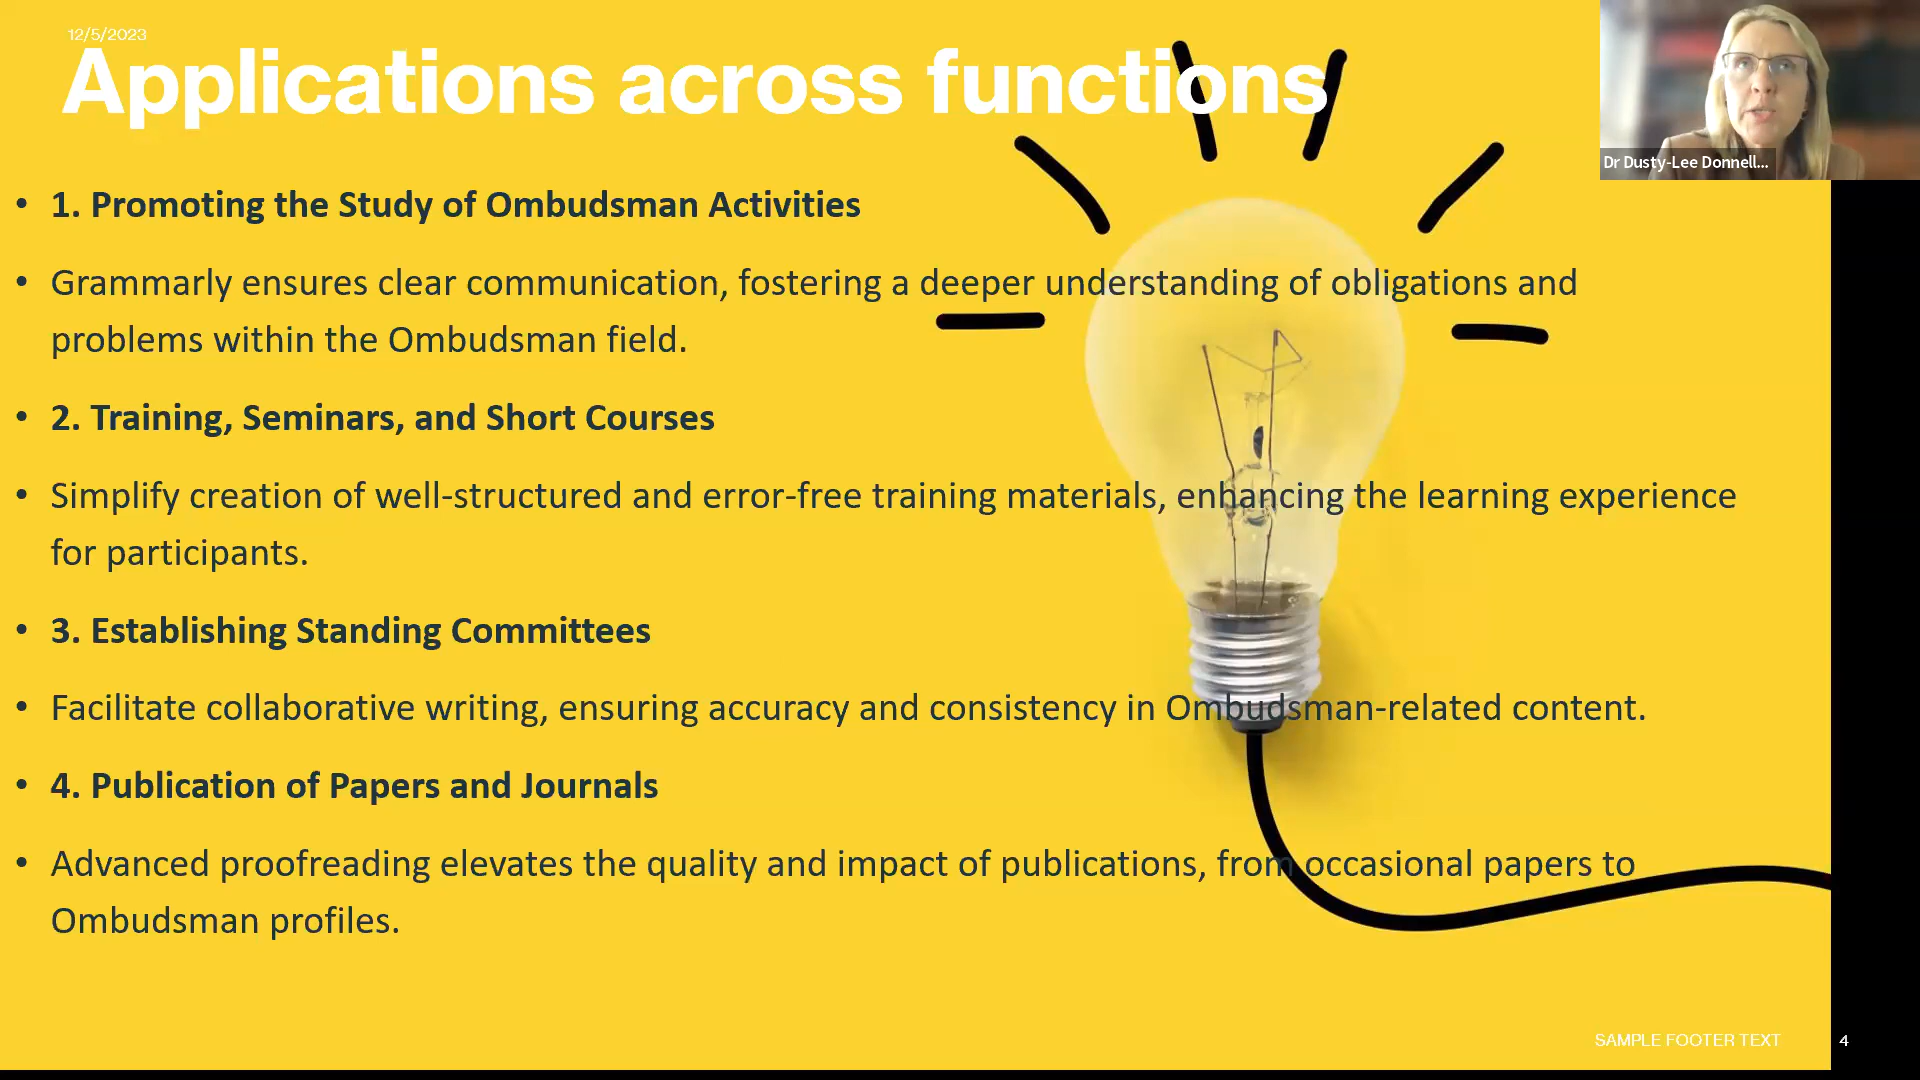 12/5/2023
Applications across functions
Dr Dusty-Lee Donnell...
• 1. Promoting the Study of Ombudsman Activities
• Grammarly ensures clear communication, fostering a deeper understanding of obligations and
problems within the Ombudsman field.
• 2. Training, Seminars, and Short Courses
• Simplify creation of well-structured and error-free training materials, enhancing the learning experience
for participants.
• 3. Establishing Standing Committees
• Facilitate collaborative writing, ensuring accuracy and consistency in Ombudsman-related content.
• 4. Publication of Papers and Journals
• Advanced proofreading elevates the quality and impact of publications, from occasional papers to
Ombudsman profiles.
SAMPLE FOOTER TEXT
4